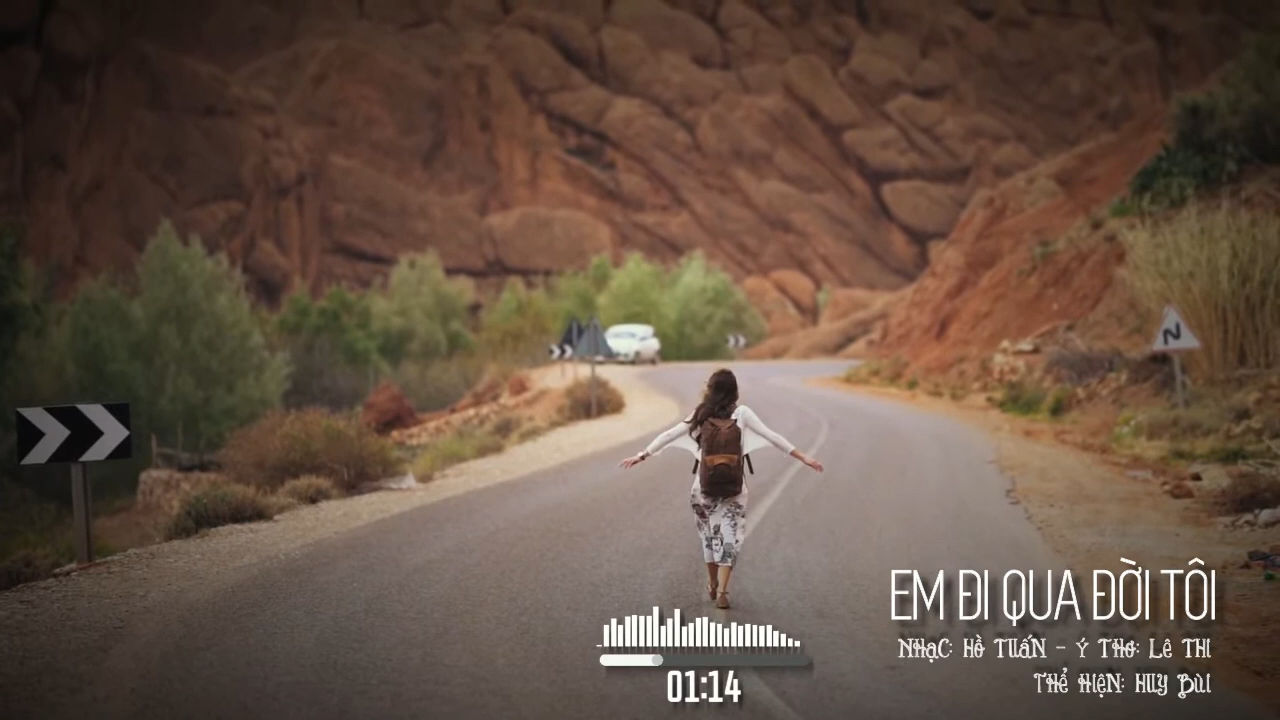 EM ĐI QUA ĐỜI TÔI
Nhạc: Hồ Tuấn - Ý Thơ: Lê Thi
Thể Hiện: Huy Bùi
01:14